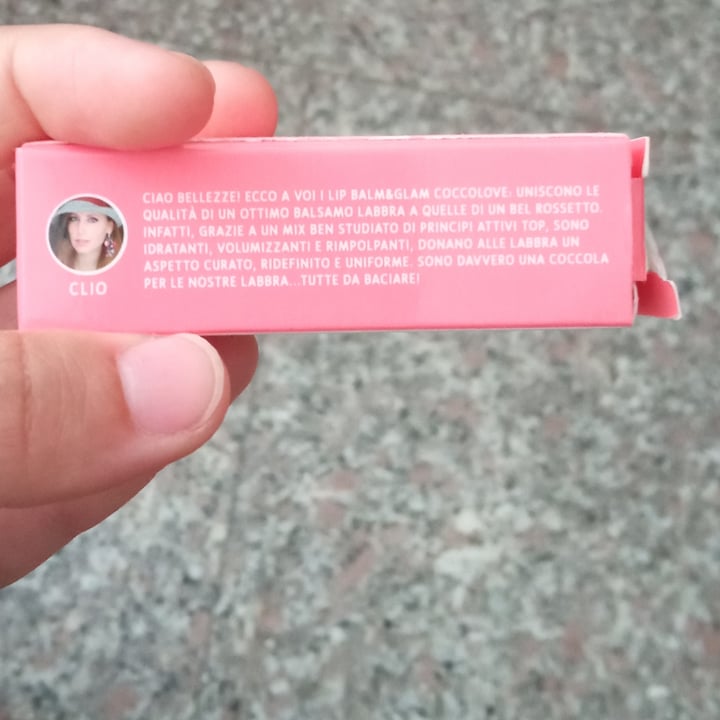 CIAO BELLEZZE! ECCO A VOI I LIP BALM&GLAM COCCOLOVE: UNISCONO LE
QUALITÀ DI UN OTTIMO BALSAMO LABBRA A QUELLE DI UN BEL ROSSETTO.
INFATTI, GRAZIE A UN MIX BEN STUDIATO DI PRINCIPI ATTIVI TOP, SONO
IDRATANTI, VOLUMIZZANTI E RIMPOLPANTI, DONANO ALLE LABBRA UN
ASPETTO CURATO, RIDEFINITO E UNIFORME. SONO DAVVERO UNA COCCOLA
PER LE NOSTRE LABBRA...TUTTE DA BACIARE!
CLIO